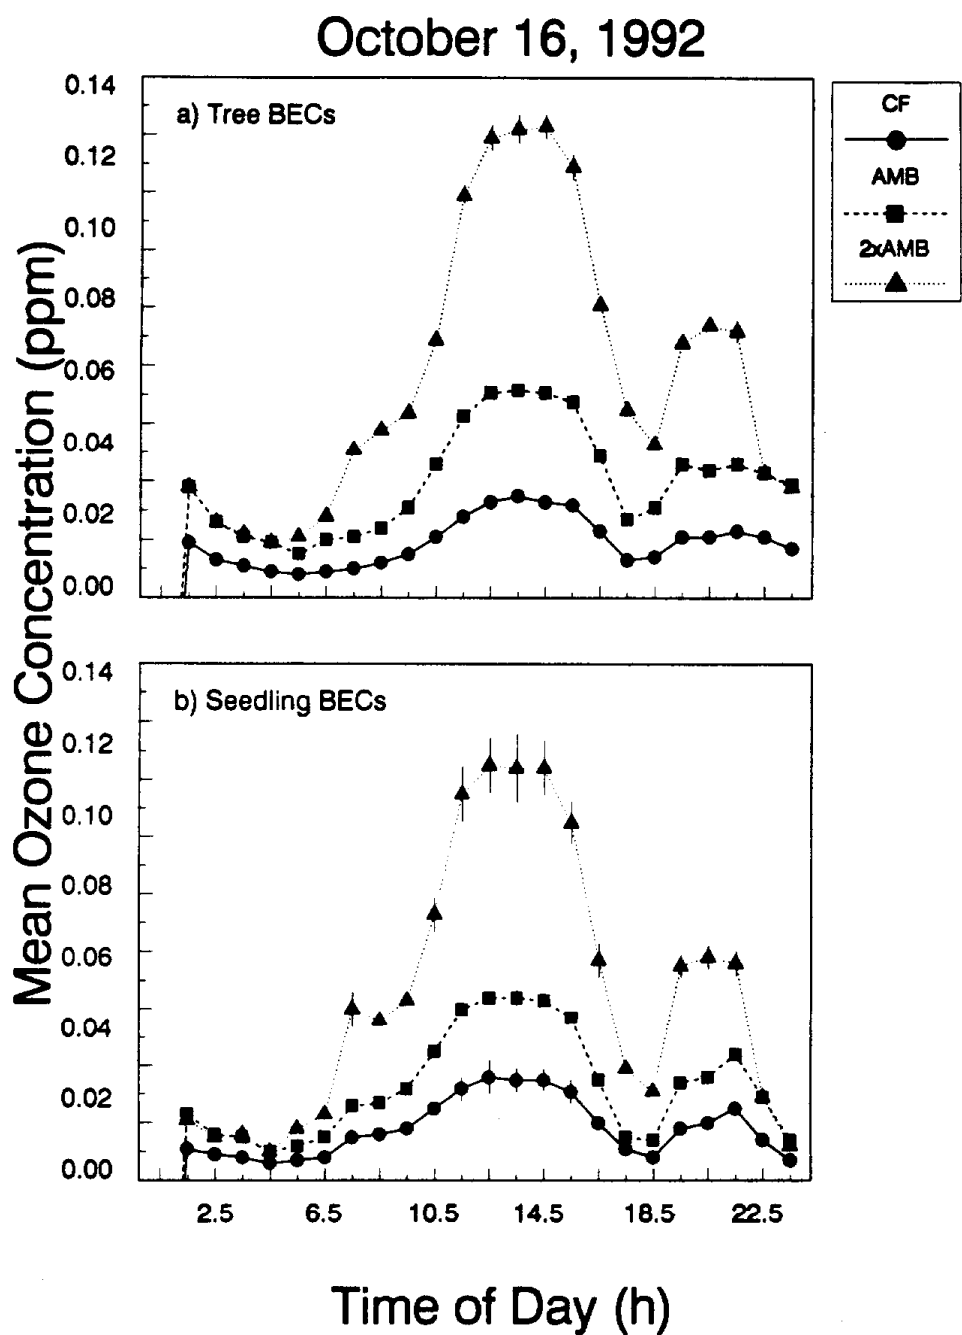 October 16, 1992
a) Tree BECs
CF
AMB
2xAMB
0.14
0.12
0.10
0.08
0.06
0.04
0.02
0.00
Mean Ozone Concentration (ppm)
b) Seedling BECs
0.14
0.12
0.10
0.08
0.06
0.04
0.02
0.00
2.5 6.5 10.5 14.5 18.5 22.5
Time of Day (h)